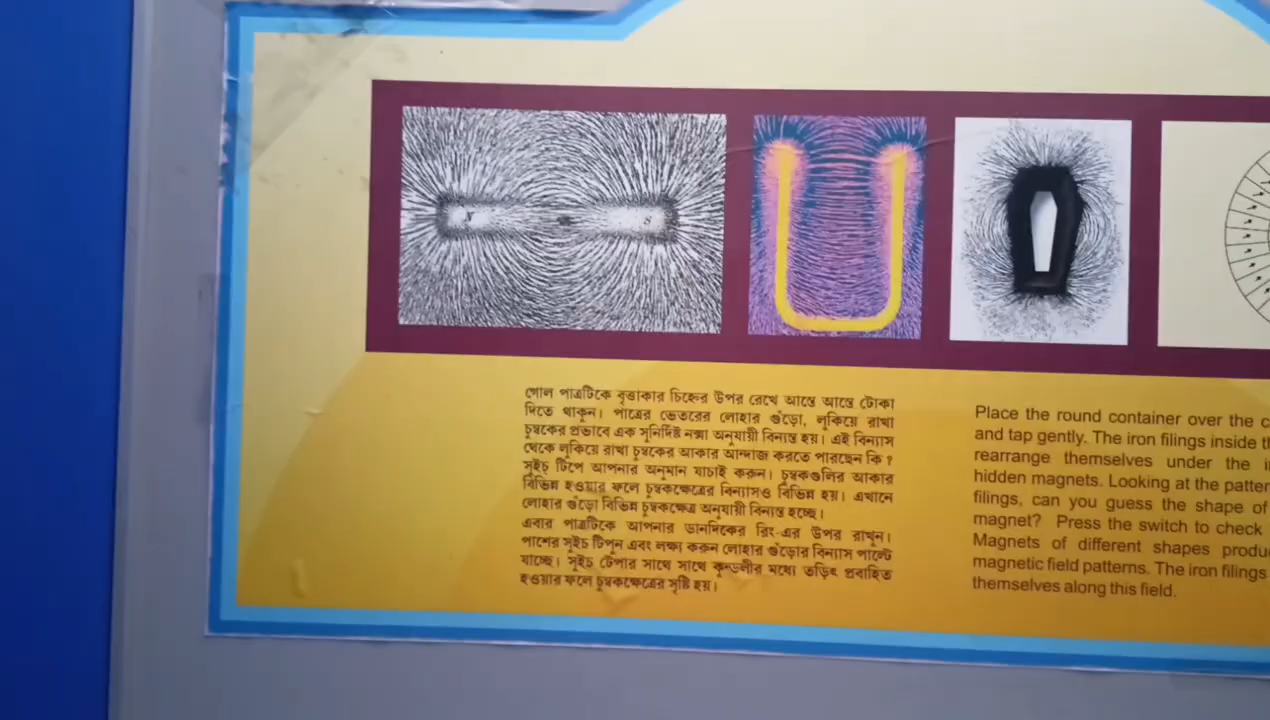 N S
গোল পাত্রটিকে বৃত্তাকার চিহ্নের উপর রেখে আস্তে আস্তে টোকা
দিতে থাকুন। পাত্রের ভেতরের লোহার গুঁড়ো, লুকিয়ে রাখা
চুম্বকের প্রভাবে এক সুনির্দিষ্ট নক্সা অনুযায়ী বিন্যস্ত হয়। এই বিন্যাস
থেকে লুকিয়ে রাখা চুম্বকের আকার আন্দাজ করতে পারছেন কি ?
সুইচ্ টিপে আপনার অনুমান যাচাই করুন। চুম্বকগুলির আকার
বিভিন্ন হওয়ার ফলে চুম্বকক্ষেত্রের বিন্যাসও বিভিন্ন হয়। এখানে
লোহার গুঁড়ো বিভিন্ন চুম্বকক্ষেত্র অনুযায়ী বিন্যস্ত হচ্ছে।
এবার পাত্রটিকে আপনার ডানদিকের রিং-এর উপর রাখুন।
পাশের সুইচ টিপুন এবং লক্ষ্য করুন লোহার গুঁড়োর বিন্যাস পাল্টে
যাচ্ছে। সুইচ টেপার সাথে সাথে কুন্ডলীর মধ্যে তড়িৎ প্রবাহিত
হওয়ার ফলে চুম্বকক্ষেত্রের সৃষ্টি হয়।
Place the round container over the
and tap gently. The iron filings inside
rearrange themselves under the
hidden magnets. Looking at the
filings, can you guess the shape of
magnet? Press the switch to check
Magnets of different shapes
magnetic field patterns. The iron filings
themselves along this field.